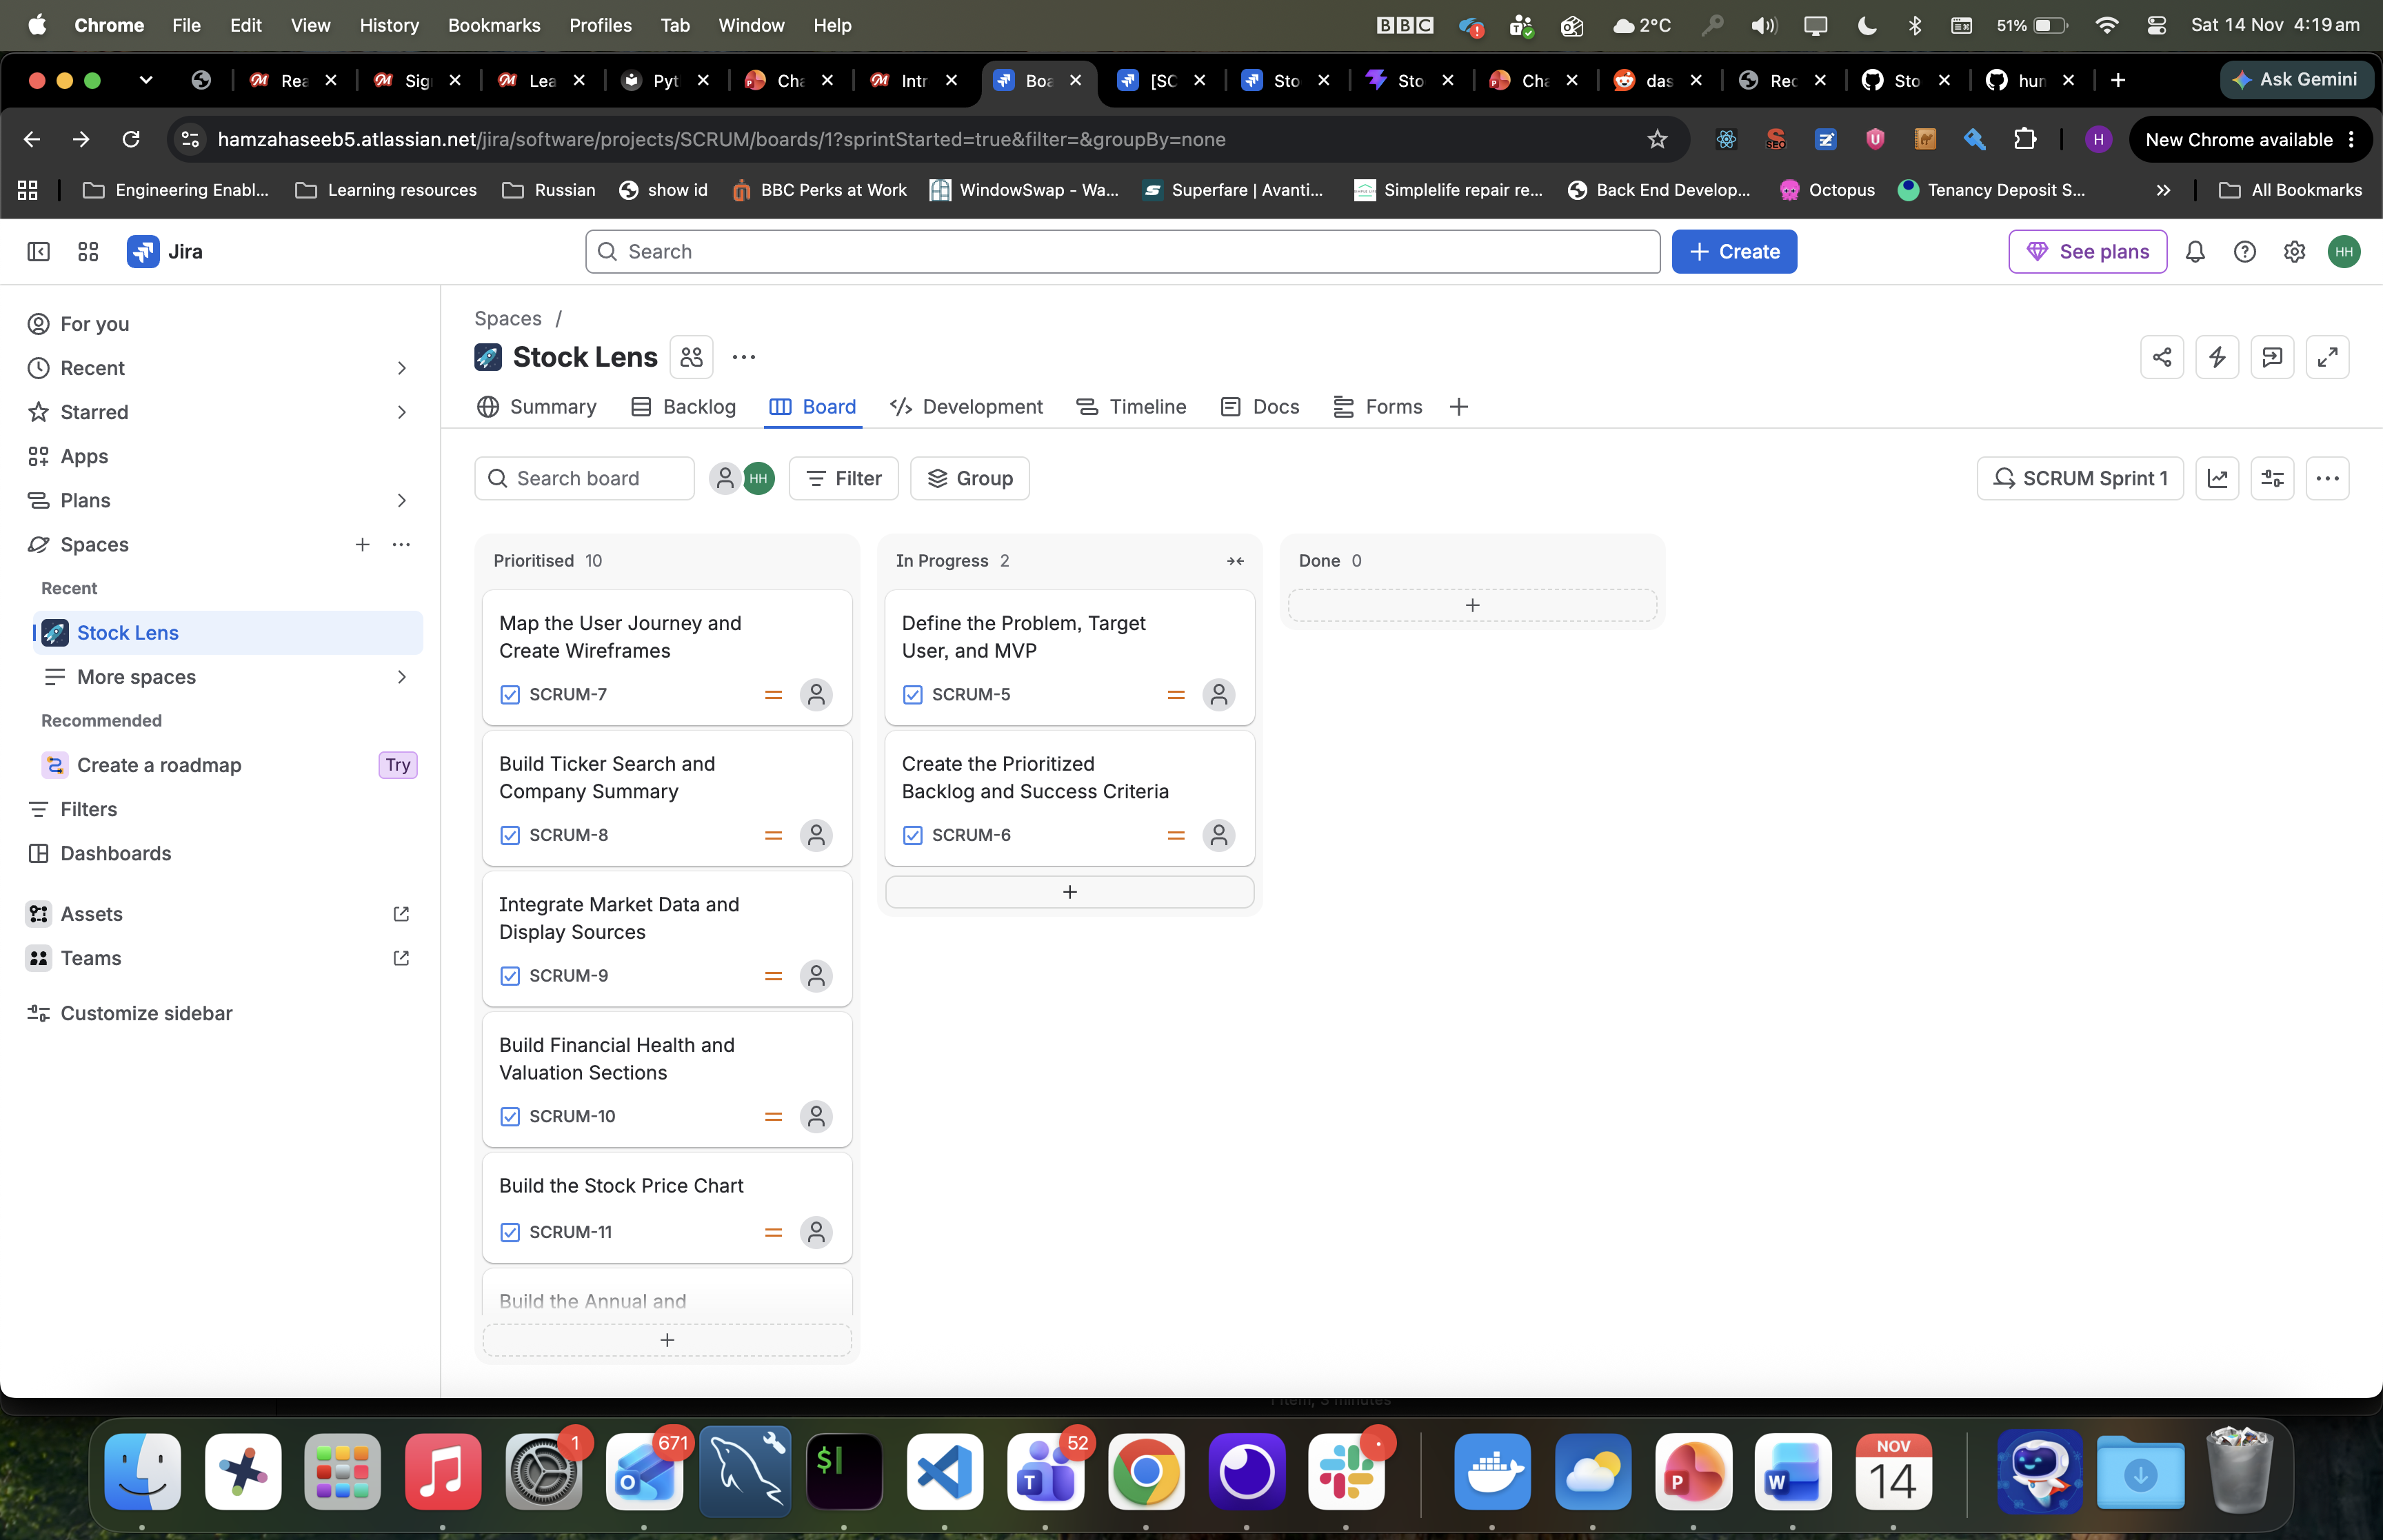 Chrome File Edit View History Bookmarks Profiles Tab Window Help BBC 2°C 51% Sat 14 Nov 4:19 am
Rea Sig Lea Pyt Cha Intr Boa [SC Sto Sto Cha das Rec Sto hun Ask Gemini
hamzahaseeb5.atlassian.net/jira/software/projects/SCRUM/boards/1?sprintStarted=true&filter=&groupBy=none SEO H New Chrome available
Engineering Enabl... Learning resources Russian show id BBC Perks at Work WindowSwap - Wa... Superfare | Avanti... Simplelife repair re... Back End Develop... Octopus Tenancy Deposit S... All Bookmarks
Jira Search Create See plans HH
For you
Recent
Starred
Apps
Plans
Spaces
Recent
Stock Lens
More spaces
Recommended
Create a roadmap Try
Filters
Dashboards
Assets
Teams
Customize sidebar
Spaces /
Stock Lens
Summary Backlog Board Development Timeline Docs Forms
Search board HH Filter Group SCRUM Sprint 1
Prioritised 10
Map the User Journey and
Create Wireframes
SCRUM-7
Build Ticker Search and
Company Summary
SCRUM-8
Integrate Market Data and
Display Sources
SCRUM-9
Build Financial Health and
Valuation Sections
SCRUM-10
Build the Stock Price Chart
SCRUM-11
Build the Annual and
In Progress 2
Define the Problem, Target
User, and MVP
SCRUM-5
Create the Prioritized
Backlog and Success Criteria
SCRUM-6
Done 0
1 671 52 NOV
14